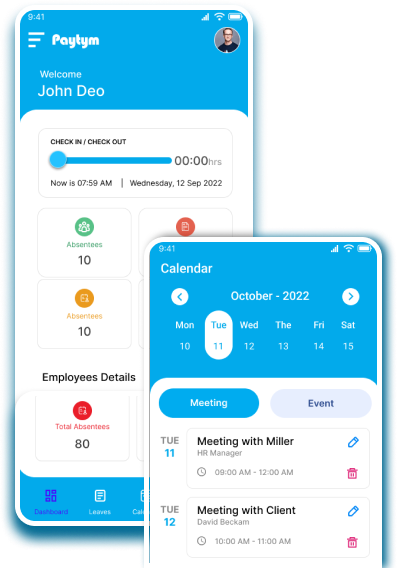 9:41
Paytym
Welcome
John Deo
CHECK IN / CHECK OUT
00:00hrs
Now is 07:59 AM | Wednesday, 12 Sep 2022
Absentees
10
Absentees
10
Employees Details
Total Absentees
80
Dashboard
Leaves
9:41
Calendar
October - 2022
Mon Tue Wed The Fri Sat
10 11 12 13 14 15
Meeting
Event
TUE
11
Meeting with Miller
HR Manager
09:00 AM - 12:00 AM
TUE
12
Meeting with Client
David Beckam
10:00 AM - 11:00 AM